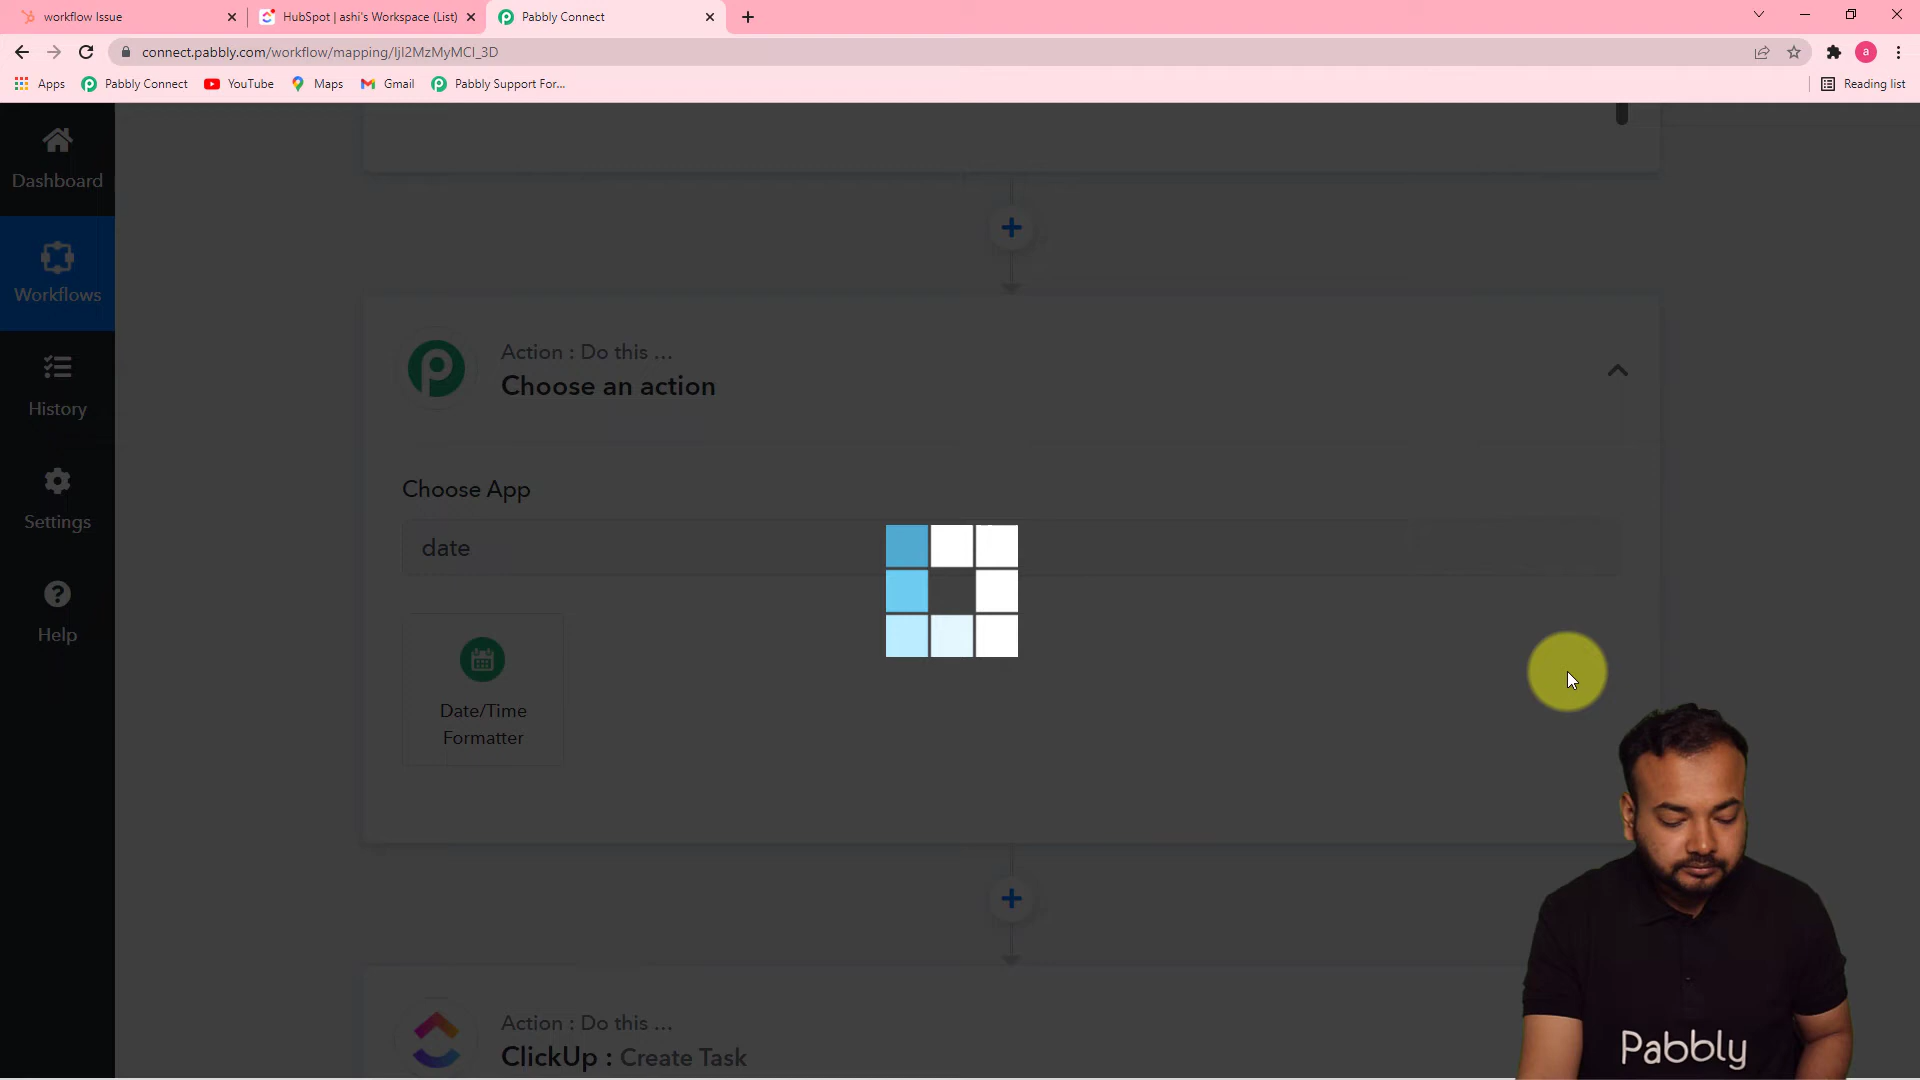 workflow Issue
HubSpot | ashi's Workspace (List)
Pabbly Connect
connect.pabbly.com/workflow/mapping/IjI2MzMyMCI_3D
Apps
Pabbly Connect
YouTube
Maps
Gmail
Pabbly Support For...
a
Reading list
Dashboard
Workflows
History
Settings
Help
Action : Do this ...
Choose an action
Choose App
date
Date/Time
Formatter
Action : Do this ...
ClickUp : Create Task
Pabbly